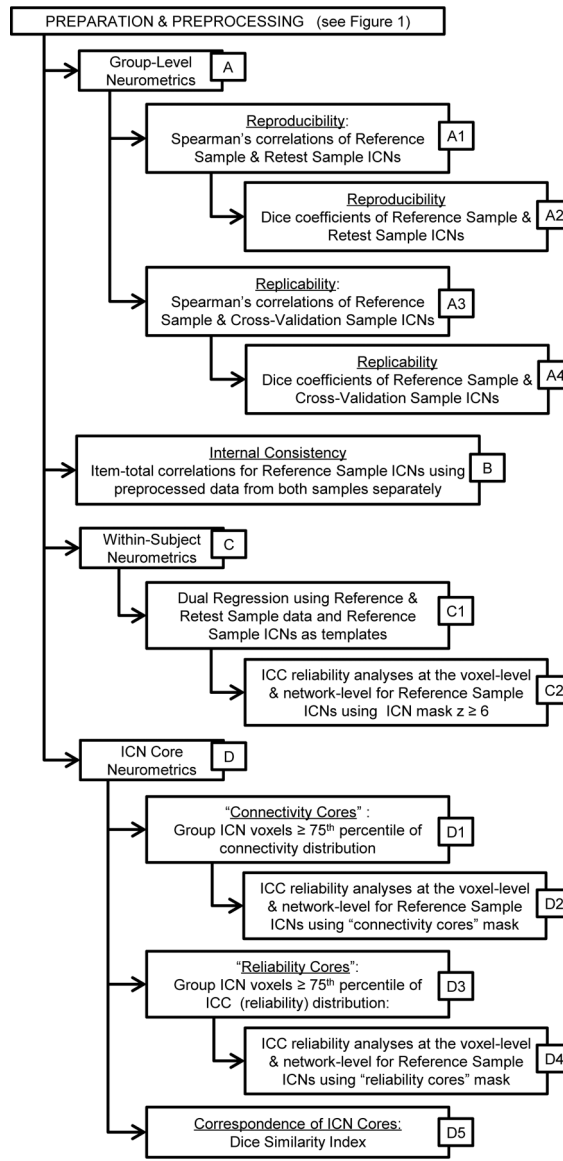 PREPARATION & PREPROCESSING (see Figure 1)
Group-Level
Neurometrics
A
Reproducibility:
Spearman's correlations of Reference
Sample & Retest Sample ICNs
A1
Reproducibility
Dice coefficients of Reference Sample &
Retest Sample ICNs
A2
Replicability:
Spearman's correlations of Reference
Sample & Cross-Validation Sample ICNs
A3
Replicability
Dice coefficients of Reference Sample &
Cross-Validation Sample ICNs
A4
Internal Consistency
Item-total correlations for Reference Sample ICNs using
preprocessed data from both samples separately
B
Within-Subject
Neurometrics
C
Dual Regression using Reference &
Retest Sample data and Reference
Sample ICNs as templates
C1
ICC reliability analyses at the voxel-level
& network-level for Reference Sample
ICNs using ICN mask z ≥ 6
C2
ICN Core
Neurometrics
D
“Connectivity Cores” :
Group ICN voxels ≥ 75th percentile of
connectivity distribution
D1
ICC reliability analyses at the voxel-level
& network-level for Reference Sample
ICNs using “connectivity cores” mask
D2
“Reliability Cores”:
Group ICN voxels ≥ 75th percentile of
ICC (reliability) distribution:
D3
ICC reliability analyses at the voxel-level
& network-level for Reference Sample
ICNs using “reliability cores” mask
D4
Correspondence of ICN Cores:
Dice Similarity Index
D5